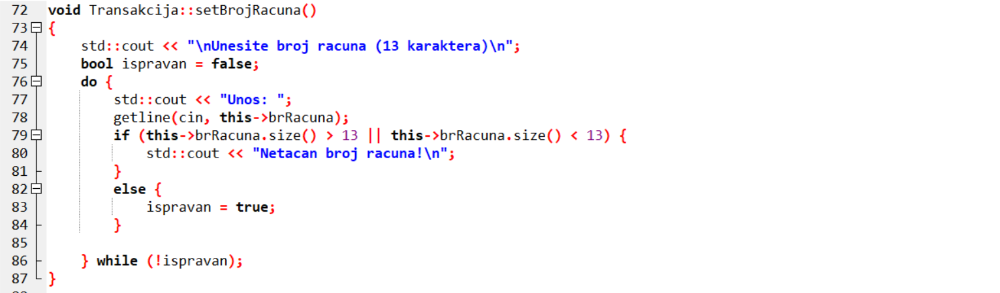 72 void Transakcija::setBrojRacuna()
73 {
74     std::cout << "\nUnesite broj racuna (13 karaktera)\n";
75     bool ispravan = false;
76     do {
77         std::cout << "Unos: ";
78         getline(cin, this->brRacuna);
79         if (this->brRacuna.size() > 13 || this->brRacuna.size() < 13) {
80             std::cout << "Netacan broj racuna!\n";
81         }
82         else {
83             ispravan = true;
84         }
85
86     } while (!ispravan);
87 }